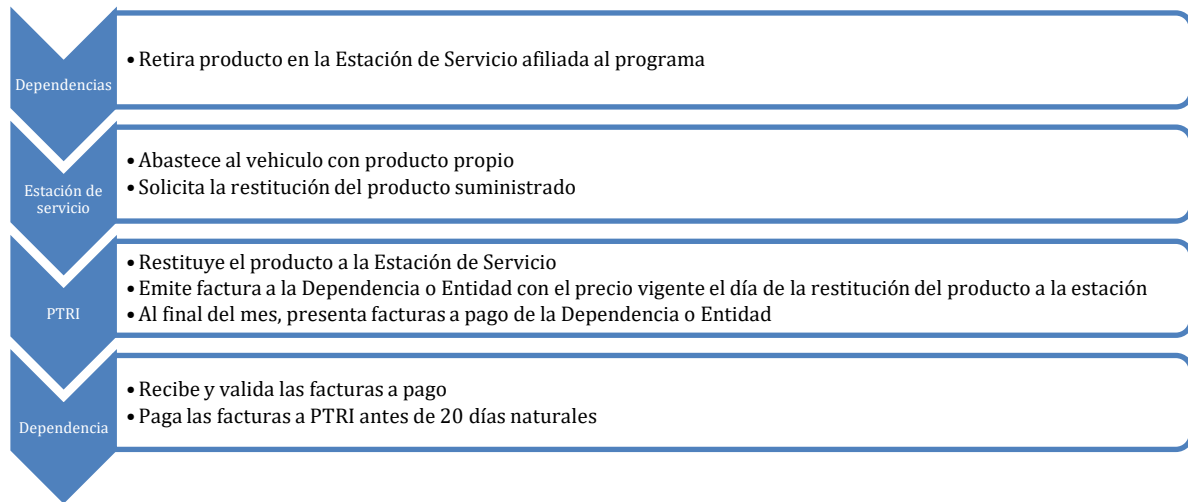 Dependencias
• Retira producto en la Estación de Servicio afiliada al programa
Estación de
servicio
• Abastece al vehiculo con producto propio
• Solicita la restitución del producto suministrado
PTRI
• Restituye el producto a la Estación de Servicio
• Emite factura a la Dependencia o Entidad con el precio vigente el día de la restitución del producto a la estación
• Al final del mes, presenta facturas a pago de la Dependencia o Entidad
Dependencia
• Recibe y valida las facturas a pago
• Paga las facturas a PTRI antes de 20 días naturales